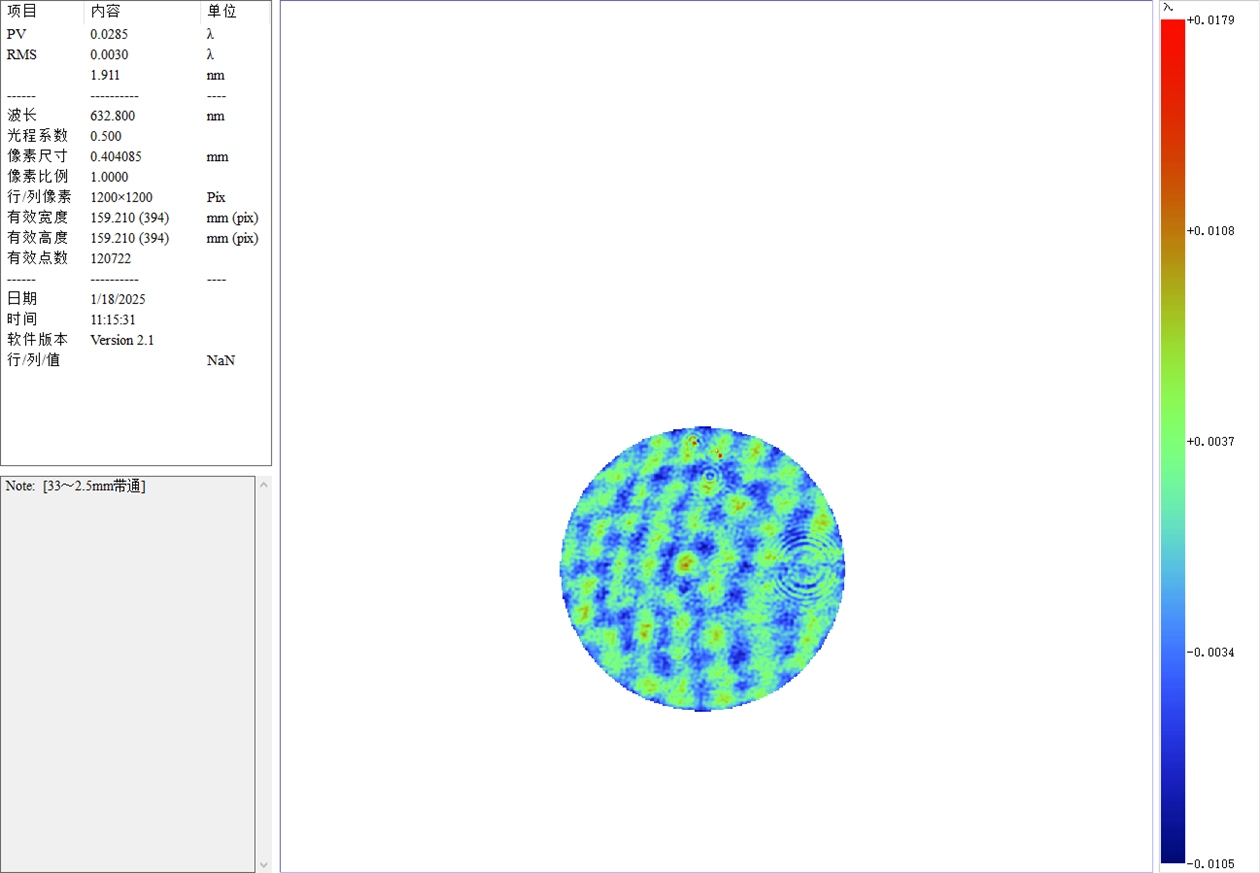 项目 内容 单位
PV 0.0285 λ
RMS 0.0030 λ
1.911 nm
------ ---------- ----
波长 632.800 nm
光程系数 0.500
像素尺寸 0.404085 mm
像素比例 1.0000
行/列像素 1200×1200 Pix
有效宽度 159.210 (394) mm (pix)
有效高度 159.210 (394) mm (pix)
有效点数 120722
------ ---------- ----
日期 1/18/2025
时间 11:15:31
软件版本 Version 2.1
行/列/值 NaN
Note: [33～2.5mm带通]
λ
+0.0179
+0.0108
+0.0037
-0.0034
-0.0105